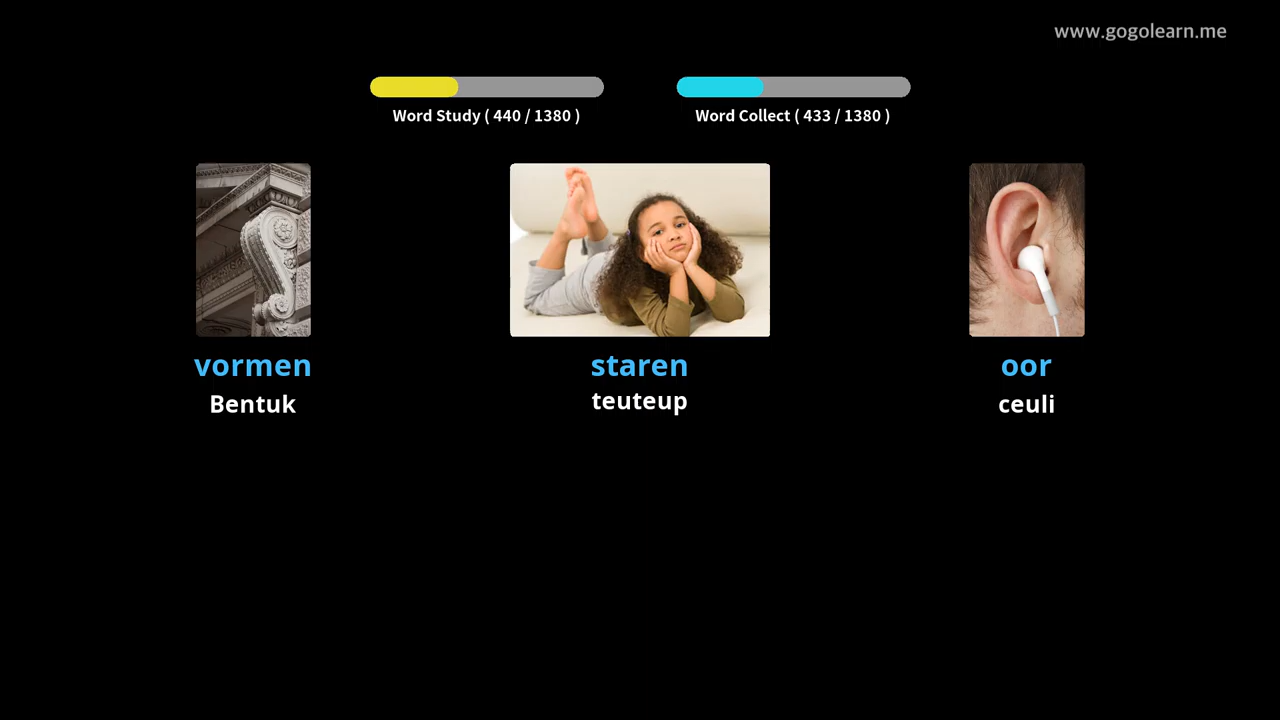 www.gogolearn.me
Word Study ( 440 / 1380 )
Word Collect ( 433 / 1380 )
vormen
Bentuk
staren
teuteup
oor
ceuli